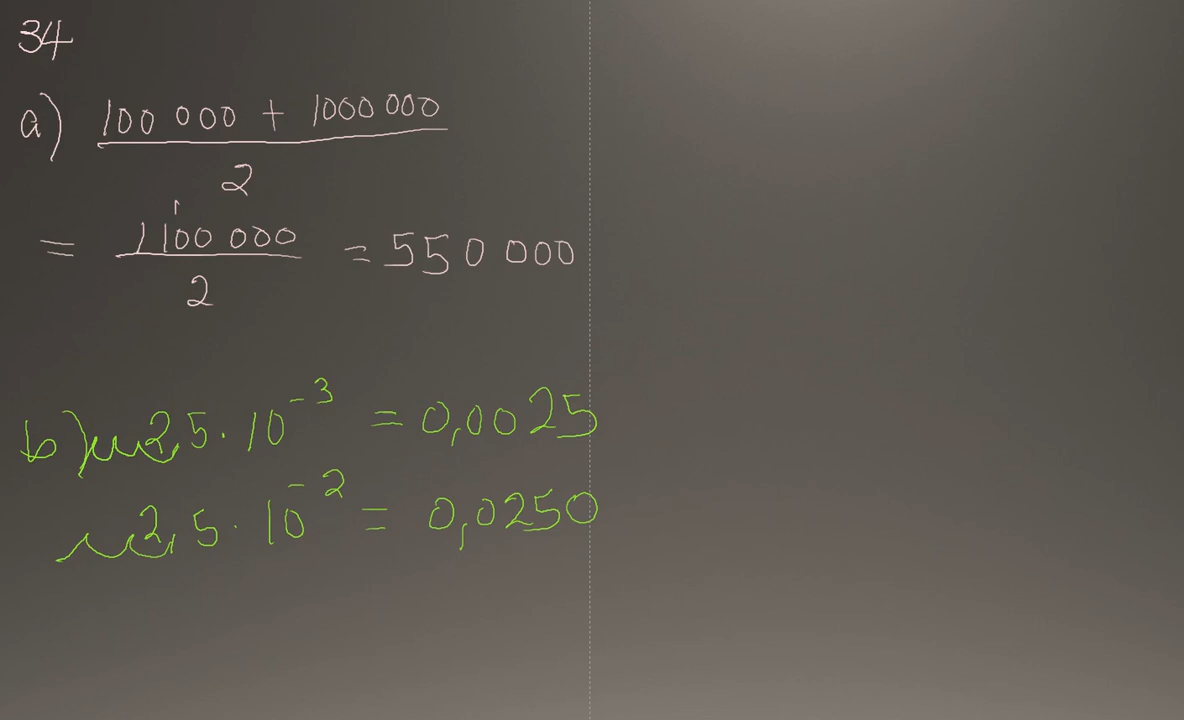 34
a) 100 000 + 1000 000
2
= 1100 000 = 550 000
2
b) 2,5 · 10⁻³ = 0,0025
2,5 · 10⁻² = 0,0250